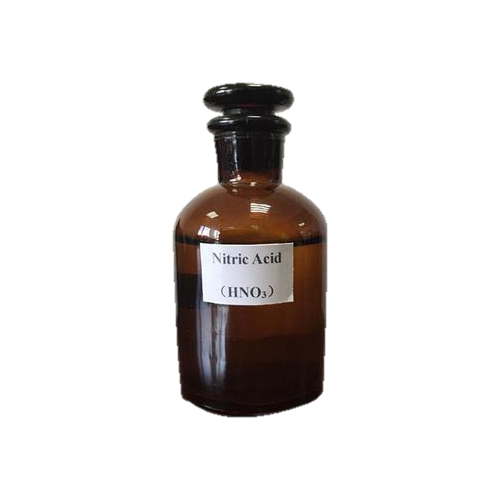 Nitric Acid
（HNO₃）